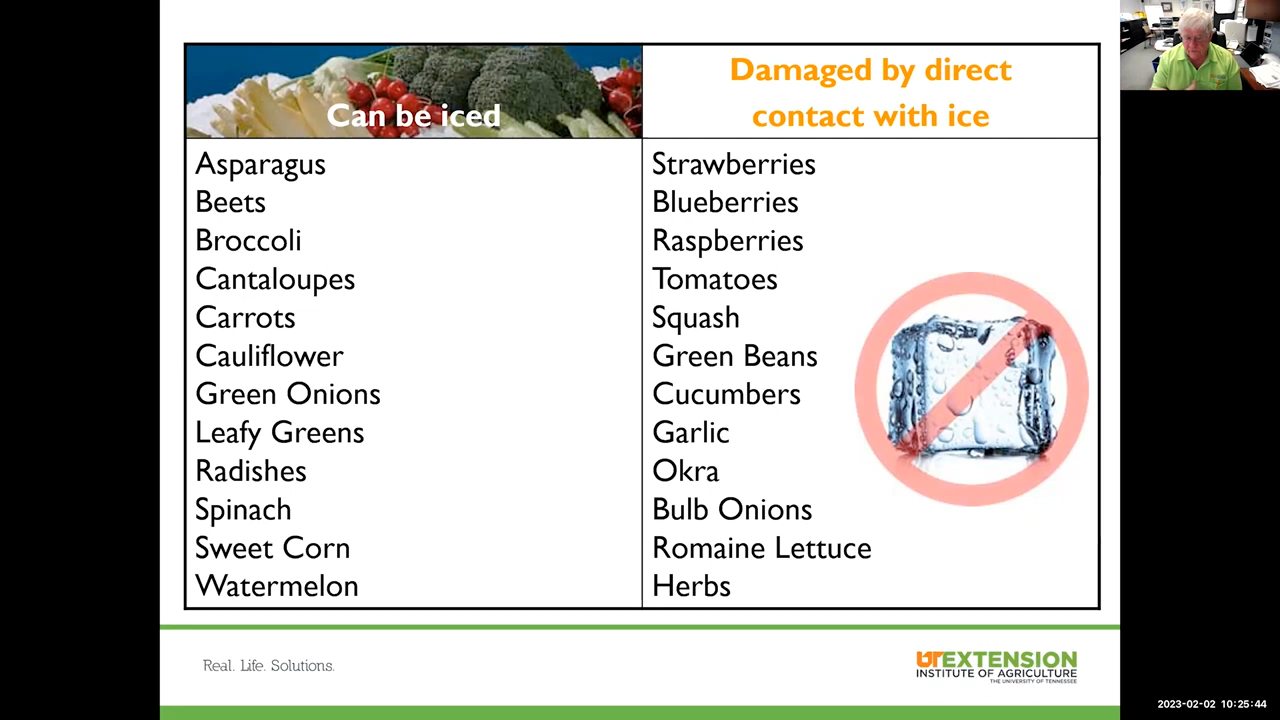 Can be iced
Damaged by direct
contact with ice
Asparagus
Beets
Broccoli
Cantaloupes
Carrots
Cauliflower
Green Onions
Leafy Greens
Radishes
Spinach
Sweet Corn
Watermelon
Strawberries
Blueberries
Raspberries
Tomatoes
Squash
Green Beans
Cucumbers
Garlic
Okra
Bulb Onions
Romaine Lettuce
Herbs
Real. Life. Solutions.
UT EXTENSION
INSTITUTE OF AGRICULTURE
THE UNIVERSITY OF TENNESSEE
2023-02-02 10:25:44